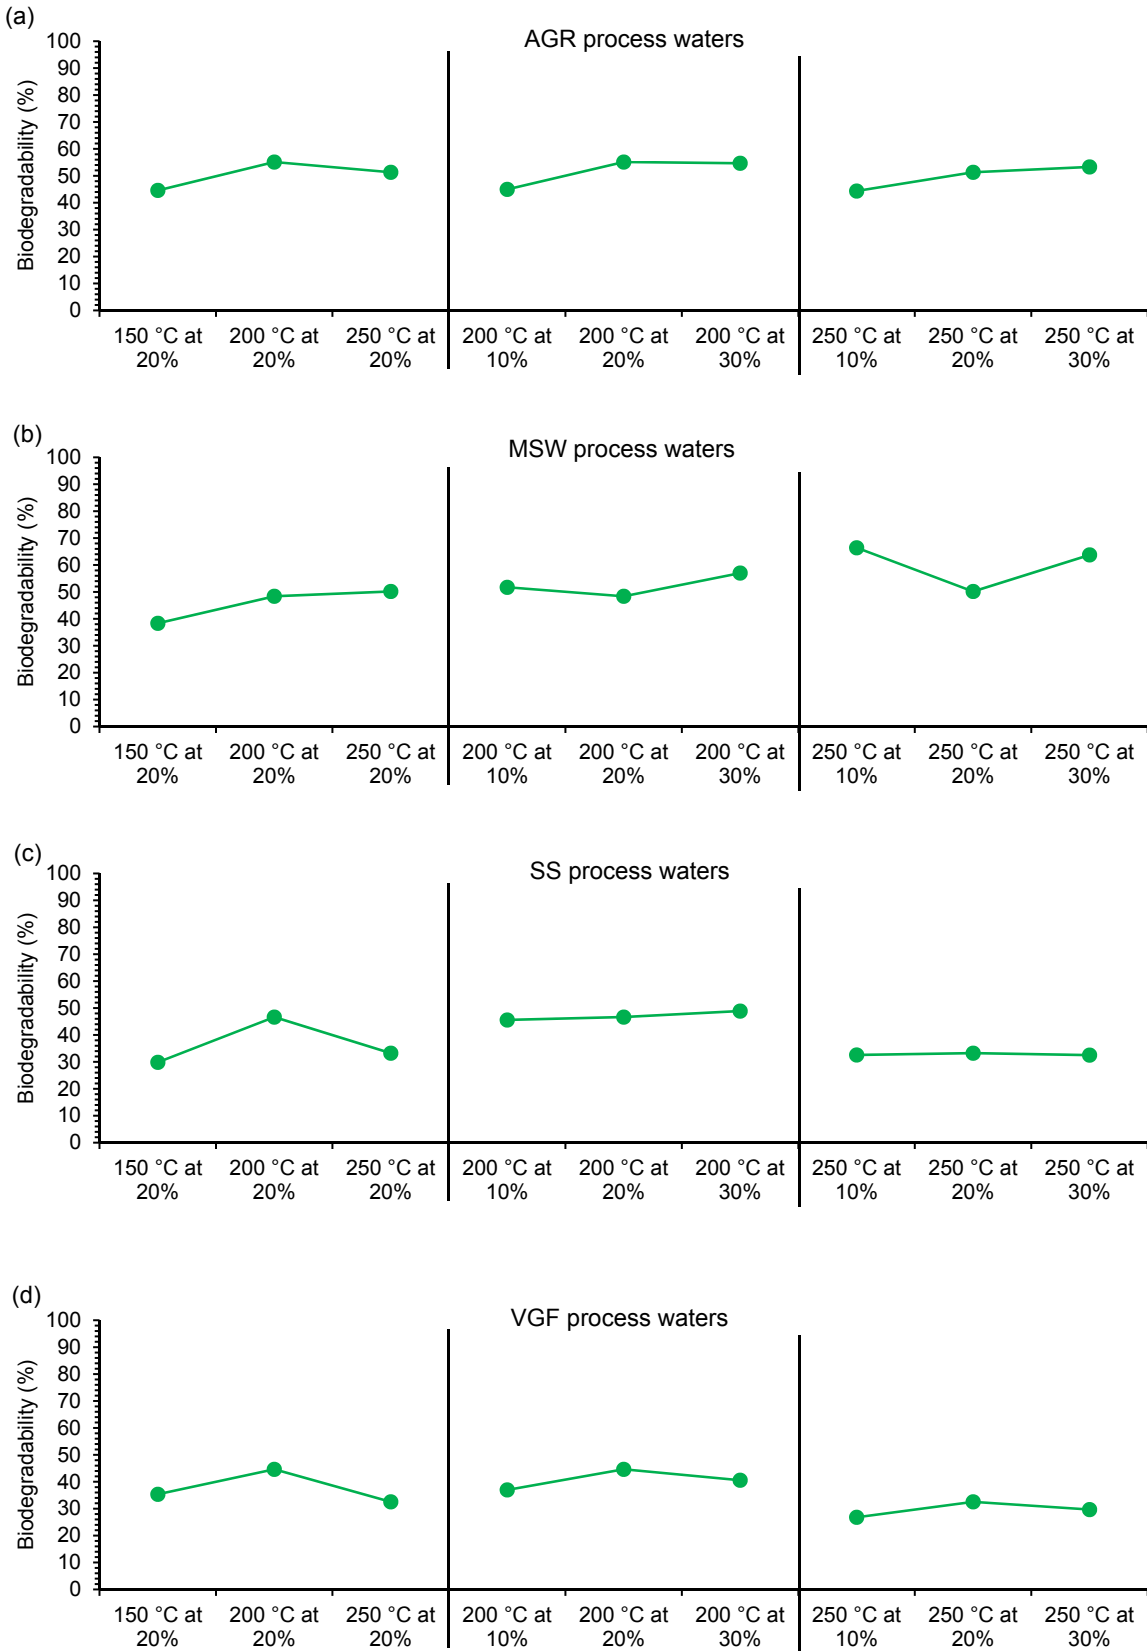 (a)
AGR process waters
Biodegradability (%)
100
90
80
70
60
50
40
30
20
10
0
150 °C at
20%
200 °C at
20%
250 °C at
20%
200 °C at
10%
200 °C at
20%
200 °C at
30%
250 °C at
10%
250 °C at
20%
250 °C at
30%
(b)
MSW process waters
Biodegradability (%)
100
90
80
70
60
50
40
30
20
10
0
150 °C at
20%
200 °C at
20%
250 °C at
20%
200 °C at
10%
200 °C at
20%
200 °C at
30%
250 °C at
10%
250 °C at
20%
250 °C at
30%
(c)
SS process waters
Biodegradability (%)
100
90
80
70
60
50
40
30
20
10
0
150 °C at
20%
200 °C at
20%
250 °C at
20%
200 °C at
10%
200 °C at
20%
200 °C at
30%
250 °C at
10%
250 °C at
20%
250 °C at
30%
(d)
VGF process waters
Biodegradability (%)
100
90
80
70
60
50
40
30
20
10
0
150 °C at
20%
200 °C at
20%
250 °C at
20%
200 °C at
10%
200 °C at
20%
200 °C at
30%
250 °C at
10%
250 °C at
20%
250 °C at
30%